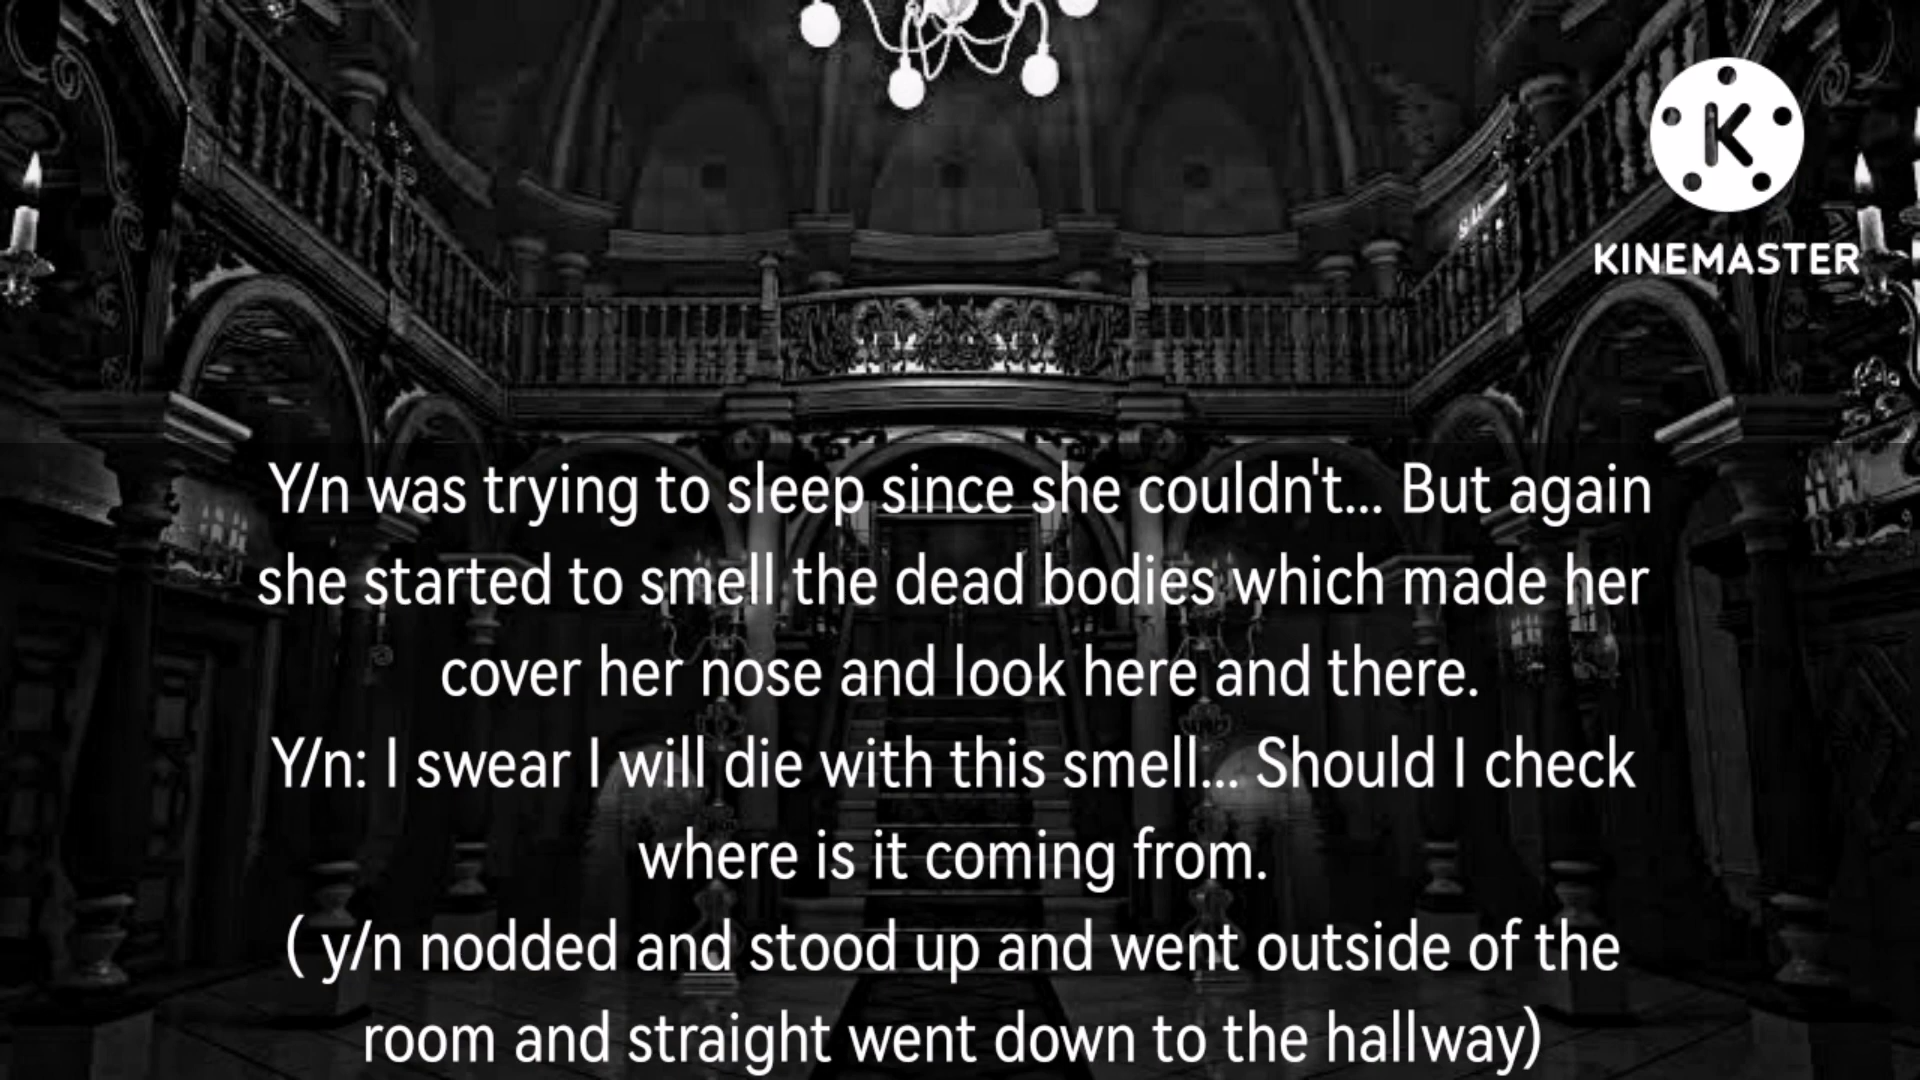 KINEMASTER
Y/n was trying to sleep since she couldn't... But again
she started to smell the dead bodies which made her
cover her nose and look here and there.
Y/n: I swear I will die with this smell... Should I check
where is it coming from.
( y/n nodded and stood up and went outside of the
room and straight went down to the hallway)